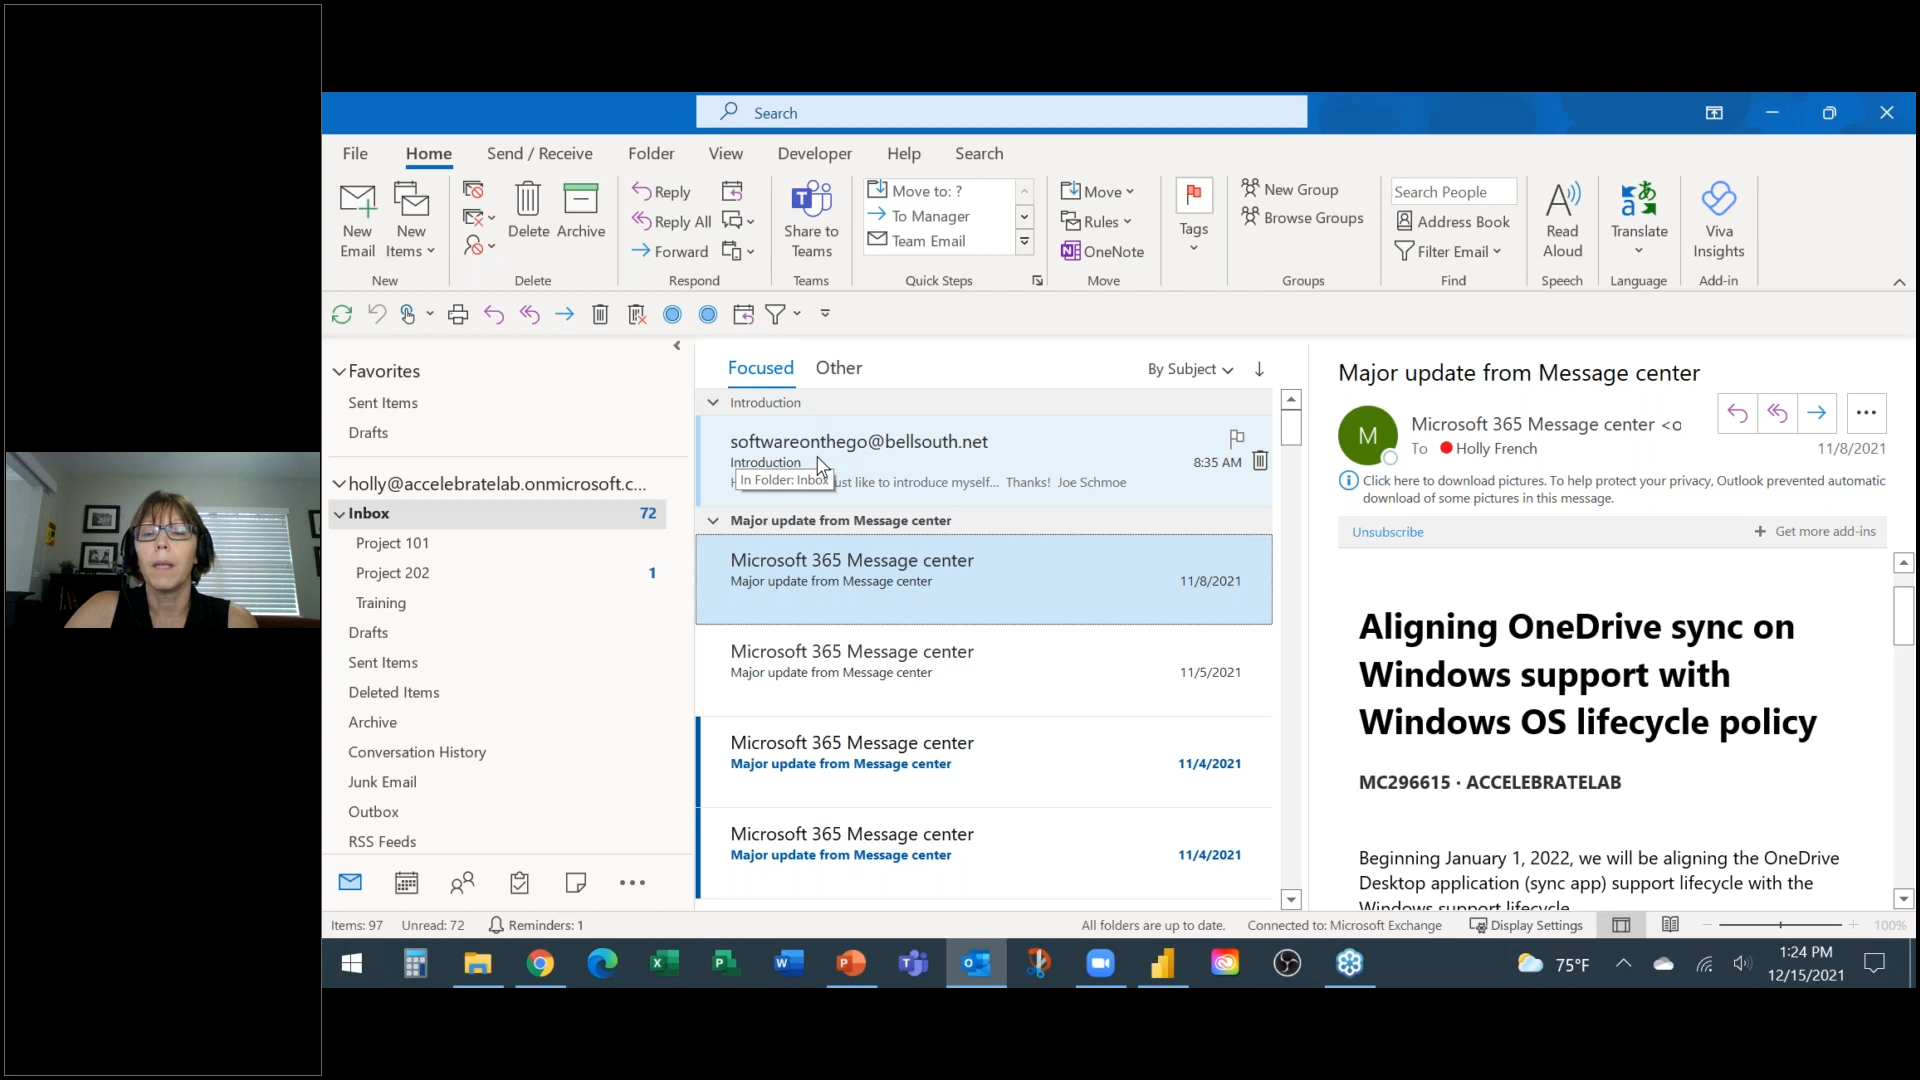 Search
File Home Send / Receive Folder View Developer Help Search
New Email
New Items
Delete
Archive
Reply
Reply All
Forward
Share to Teams
Move to: ?
To Manager
Team Email
Move
Rules
OneNote
Tags
New Group
Browse Groups
Search People
Address Book
Filter Email
Read Aloud
Translate
Viva Insights
New Delete Respond Teams Quick Steps Move Groups Find Speech Language Add-in
Favorites
Sent Items
Drafts
holly@accelebratelab.onmicrosoft.c...
Inbox 72
Project 101
Project 202 1
Training
Drafts
Sent Items
Deleted Items
Archive
Conversation History
Junk Email
Outbox
RSS Feeds
Focused Other By Subject
Introduction
softwareonthego@bellsouth.net
Introduction 8:35 AM
In Folder: Inbox
ust like to introduce myself... Thanks! Joe Schmoe
Major update from Message center
Microsoft 365 Message center
Major update from Message center 11/8/2021
Microsoft 365 Message center
Major update from Message center 11/5/2021
Microsoft 365 Message center
Major update from Message center 11/4/2021
Microsoft 365 Message center
Major update from Message center 11/4/2021
Major update from Message center
M
Microsoft 365 Message center <o
To Holly French 11/8/2021
Click here to download pictures. To help protect your privacy, Outlook prevented automatic
download of some pictures in this message.
Unsubscribe + Get more add-ins
Aligning OneDrive sync on
Windows support with
Windows OS lifecycle policy
MC296615 · ACCELEBRATELAB
Beginning January 1, 2022, we will be aligning the OneDrive
Desktop application (sync app) support lifecycle with the
Windows support lifecycle.
Items: 97 Unread: 72 Reminders: 1 All folders are up to date. Connected to: Microsoft Exchange Display Settings 100%
75°F
1:24 PM
12/15/2021